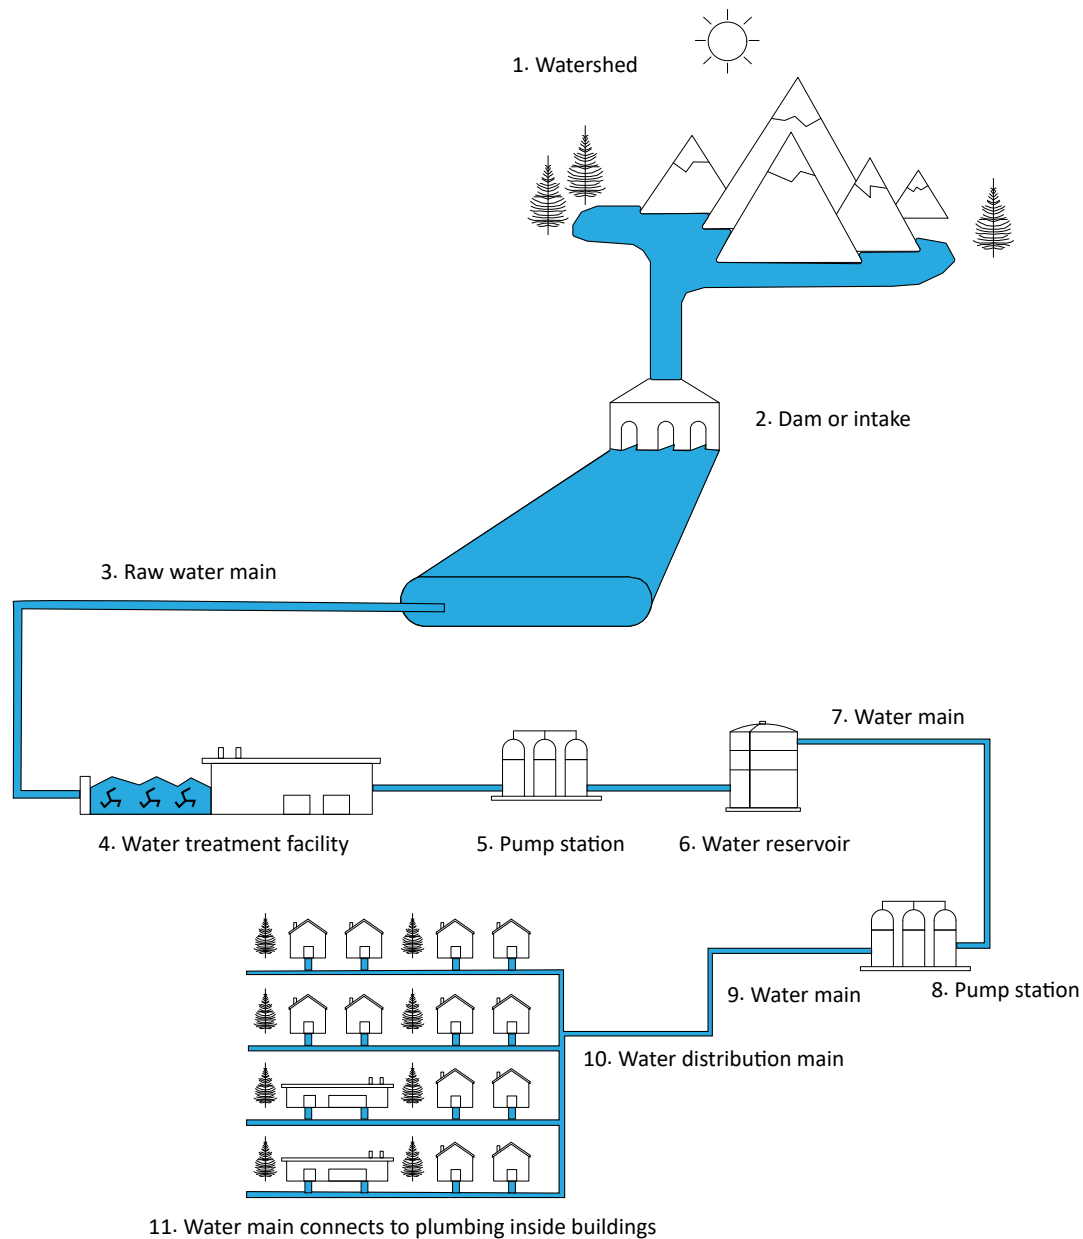 1. Watershed
2. Dam or intake
3. Raw water main
7. Water main
4. Water treatment facility
5. Pump station
6. Water reservoir
9. Water main
8. Pump station
10. Water distribution main
11. Water main connects to plumbing inside buildings